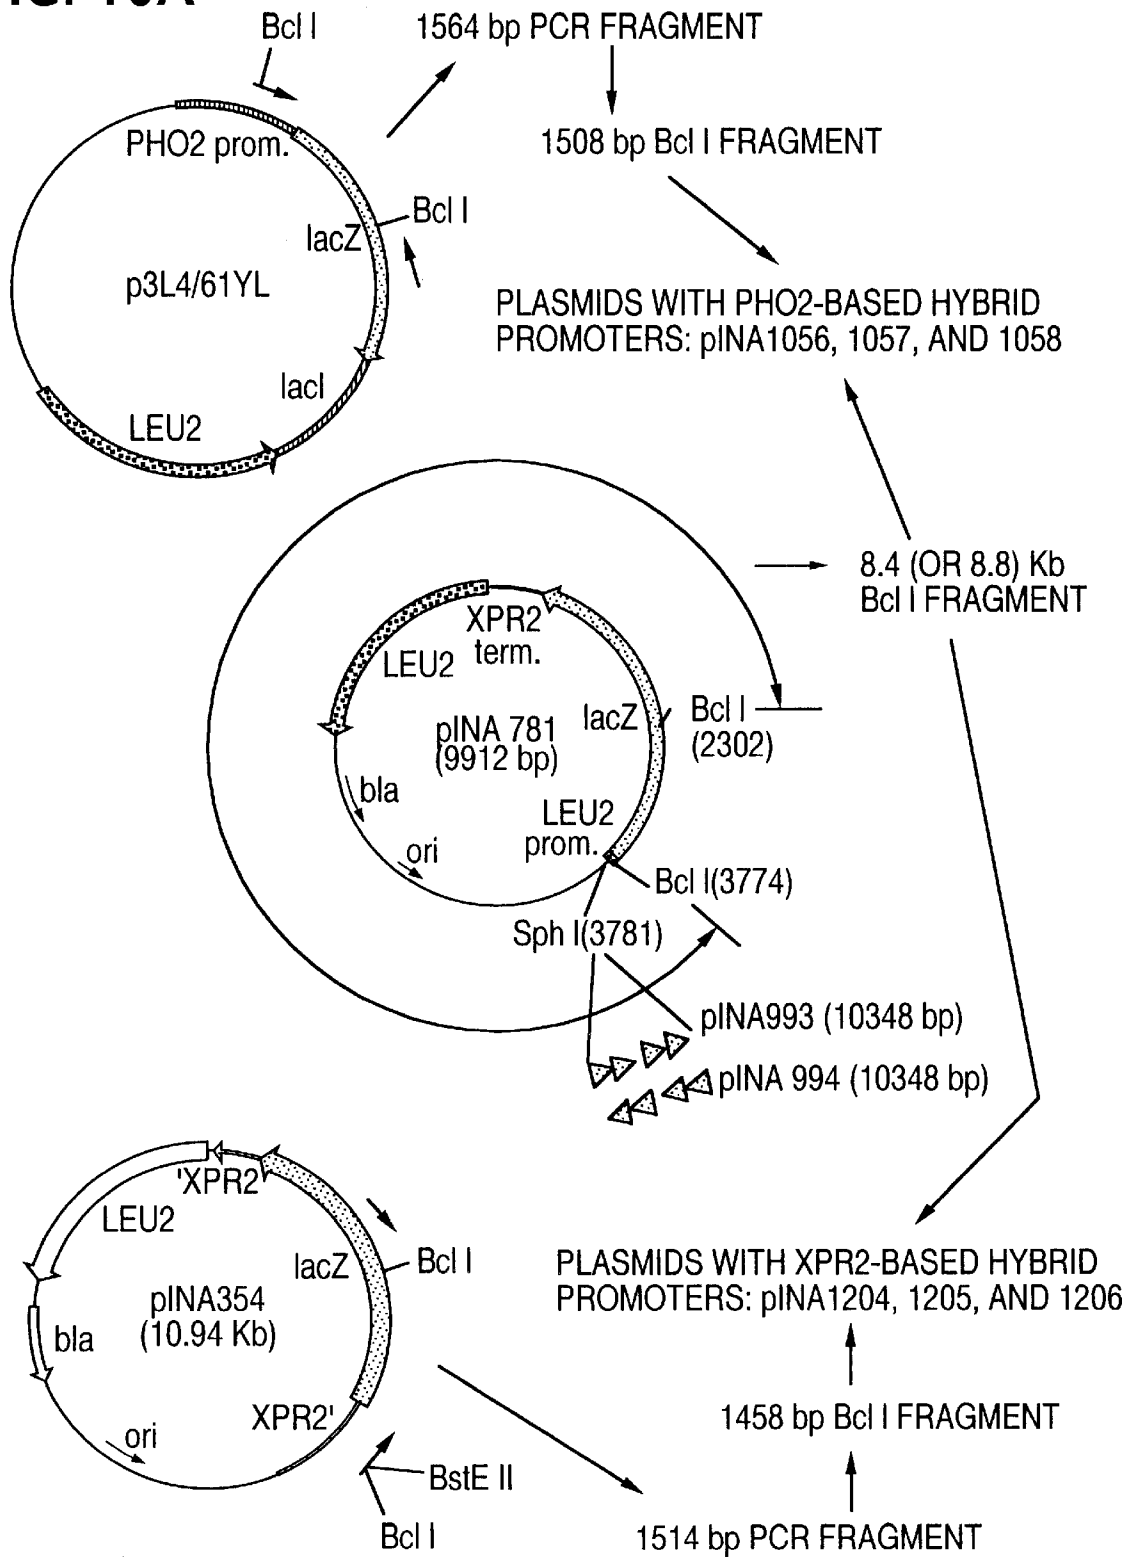 Bcl I
1564 bp PCR FRAGMENT
PHO2 prom.
1508 bp Bcl I FRAGMENT
Bcl I
lacZ
p3L4/61YL
PLASMIDS WITH PHO2-BASED HYBRID
PROMOTERS: pINA1056, 1057, AND 1058
lacI
LEU2
8.4 (OR 8.8) Kb
Bcl I FRAGMENT
XPR2
term.
LEU2
pINA 781
(9912 bp)
lacZ
Bcl I
(2302)
bla
LEU2
prom.
ori
Bcl I(3774)
Sph I(3781)
pINA993 (10348 bp)
pINA 994 (10348 bp)
'XPR2
LEU2
lacZ
Bcl I
pINA354
(10.94 Kb)
bla
PLASMIDS WITH XPR2-BASED HYBRID
PROMOTERS: pINA1204, 1205, AND 1206
XPR2'
ori
1458 bp Bcl I FRAGMENT
BstE II
Bcl I
1514 bp PCR FRAGMENT